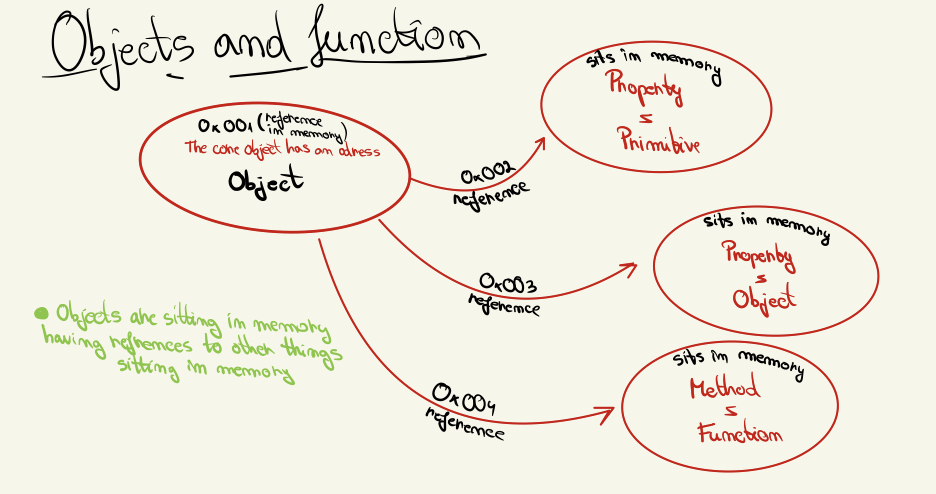 Objects and function
0x001 (reference
in memory)
The core object has an adress
Object
0x002
reference
sits in memory
Property
Primitive
0x003
reference
sits in memory
Property
Object
0x004
reference
sits in memory
Method
Function
• Objects are sitting in memory
having refrences to other things
sitting in memory